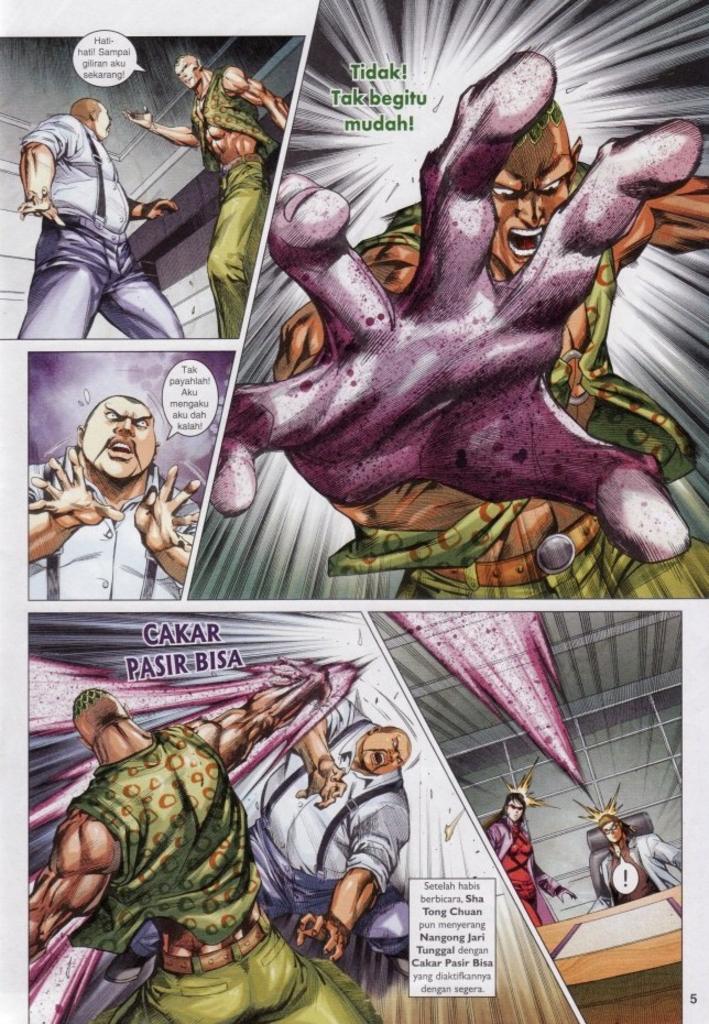 Hati-
hati! Sampai
giliran aku
sekarang!
Tidak!
Tak begitu
mudah!
Tak
payahlah!
Aku
mengaku
aku dah
kalah!
CAKAR
PASIR BISA
Setelah habis
berbicara, Sha
Tong Chuan
pun menyerang
Nangong Jari
Tunggal dengan
Cakar Pasir Bisa
yang diaktifkannya
dengan segera.
!
5